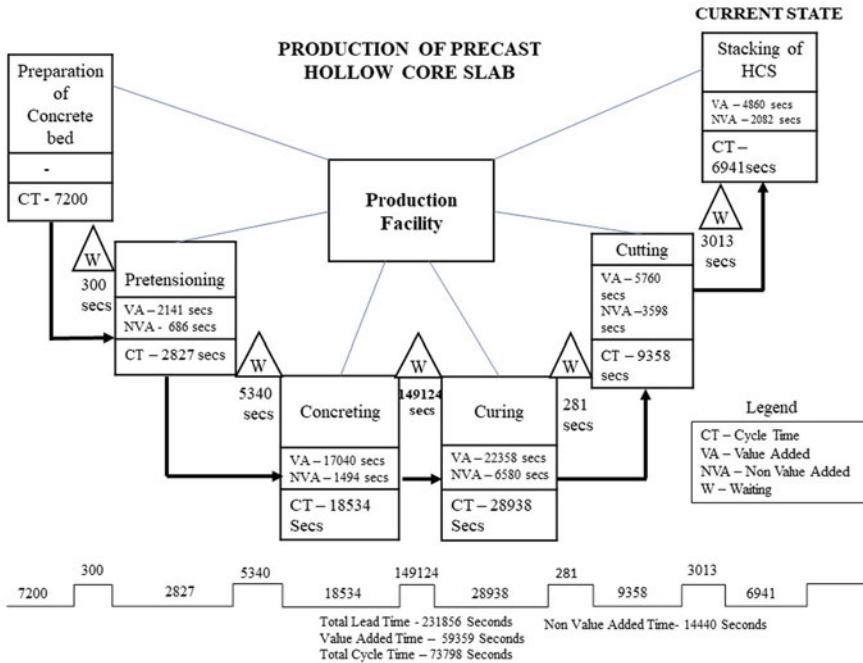 CURRENT STATE
PRODUCTION OF PRECAST
HOLLOW CORE SLAB
Preparation
of
Concrete
bed
-
CT - 7200
W
300
secs
Pretensioning
VA – 2141 secs
NVA - 686 secs
CT – 2827 secs
W
5340
secs
Concreting
VA – 17040 secs
NVA – 1494 secs
CT – 18534
Secs
W
149124
secs
Production
Facility
Curing
VA – 22358 secs
NVA – 6580 secs
CT – 28938
Secs
W
281
secs
Cutting
VA – 5760
secs
NVA – 3598
secs
CT – 9358
secs
W
3013
secs
Stacking of
HCS
VA – 4860 secs
NVA – 2082 secs
CT –
6941secs
Legend
CT – Cycle Time
VA – Value Added
NVA – Non Value Added
W – Waiting
300 5340 149124 281 3013
7200 2827 18534 28938 9358 6941
Total Lead Time - 231856 Seconds Non Value Added Time- 14440 Seconds
Value Added Time – 59359 Seconds
Total Cycle Time – 73798 Seconds